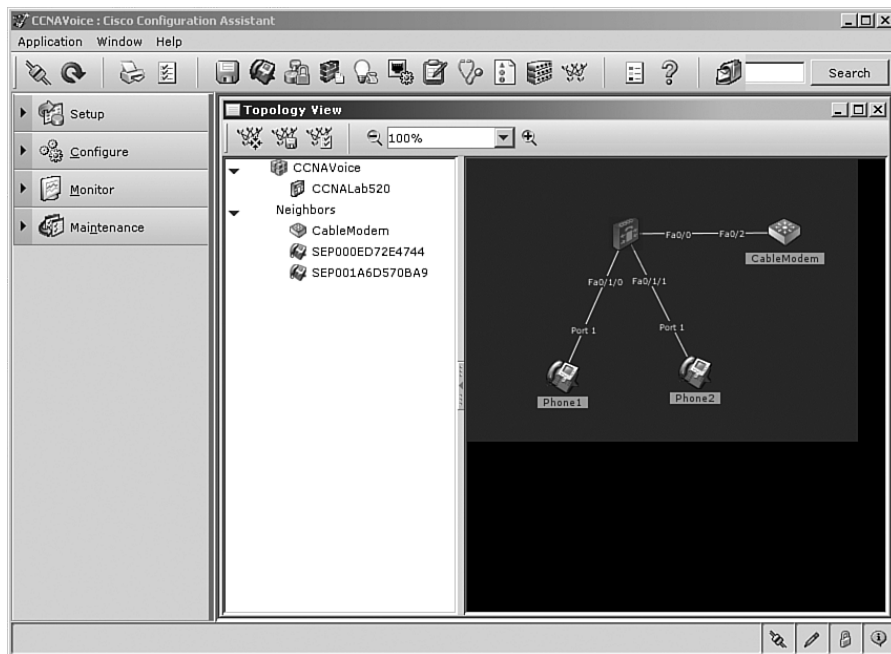 CCNAVoice : Cisco Configuration Assistant
Application Window Help
Search
Setup
Configure
Monitor
Maintenance
Topology View
100%
CCNAVoice
CCNALab520
Neighbors
CableModem
SEP000ED72E4744
SEP001A6D570BA9
Fa0/0
Fa0/2
CableModem
Fa0/1/0
Fa0/1/1
Port 1
Port 1
Phone1
Phone2